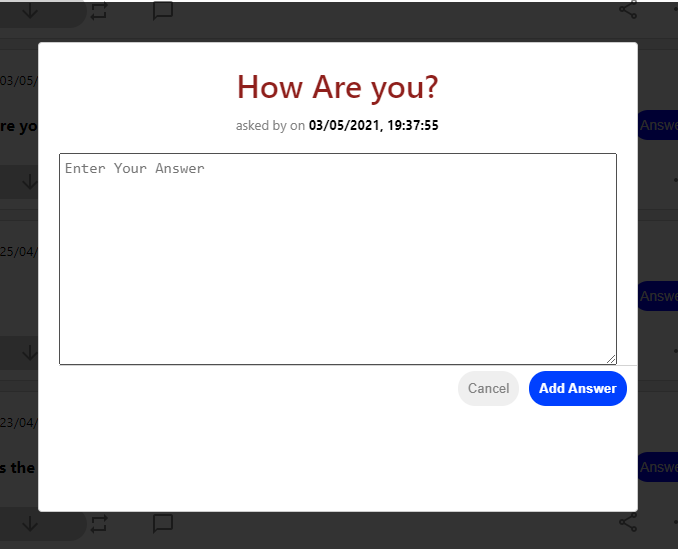 03/05/
How Are you?
asked by on 03/05/2021, 19:37:55
re yo
Answe
Enter Your Answer
25/04/
Answe
Cancel
Add Answer
23/04/
s the
Answe